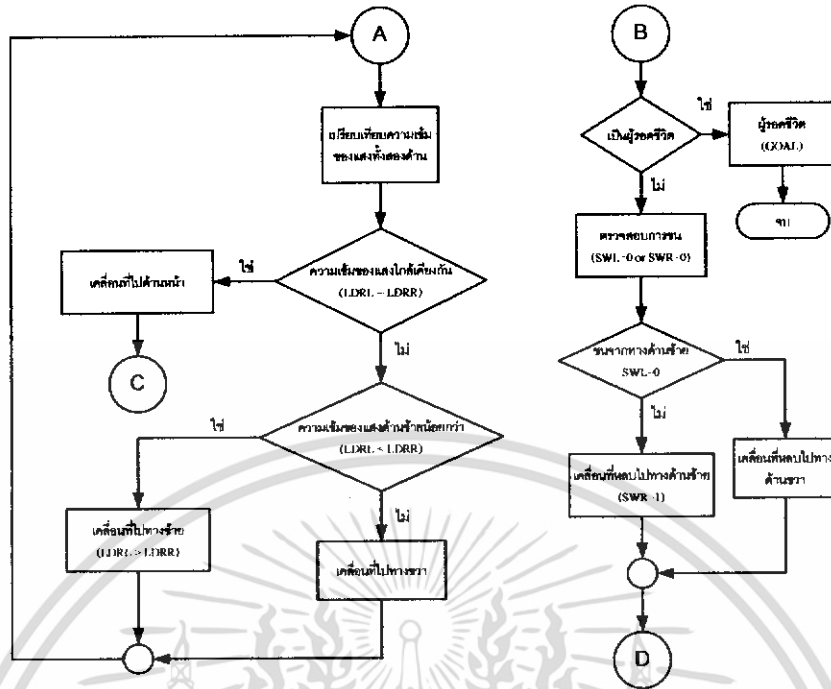 A
เปรียบเทียบความเข้ม
ของแสงทั้งสองด้าน
ความเข้มของแสงใกล้เคียงกัน
(LDRL = LDRR)
ใช่
เคลื่อนที่ไปด้านหน้า
C
ไม่
ความเข้มของแสงด้านซ้ายน้อยกว่า
(LDRL < LDRR)
ใช่
เคลื่อนที่ไปทางซ้าย
(LDRL > LDRR)
ไม่
เคลื่อนที่ไปทางขวา
B
เป็นผู้รอดชีวิต
ใช่
ผู้รอดชีวิต
(GOAL)
จบ
ไม่
ตรวจสอบการชน
(SWL=0 or SWR=0)
ชนจากทางด้านซ้าย
SWL=0
ใช่
เคลื่อนที่หลบไปทาง
ด้านขวา
ไม่
เคลื่อนที่หลบไปทางด้านซ้าย
(SWR=1)
D